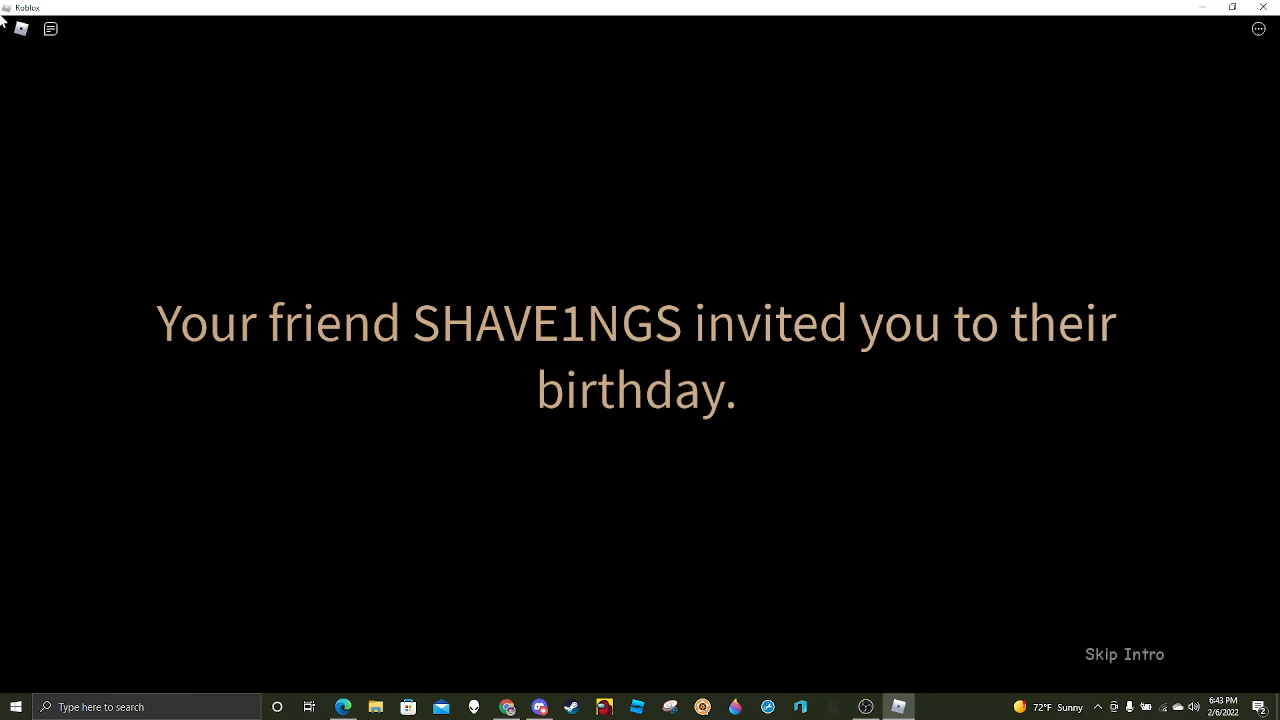 Roblox
Your friend SHAVE1NGS invited you to their
birthday.
Skip Intro
Type here to search
72°F Sunny
6:43 PM
2/6/2022
2